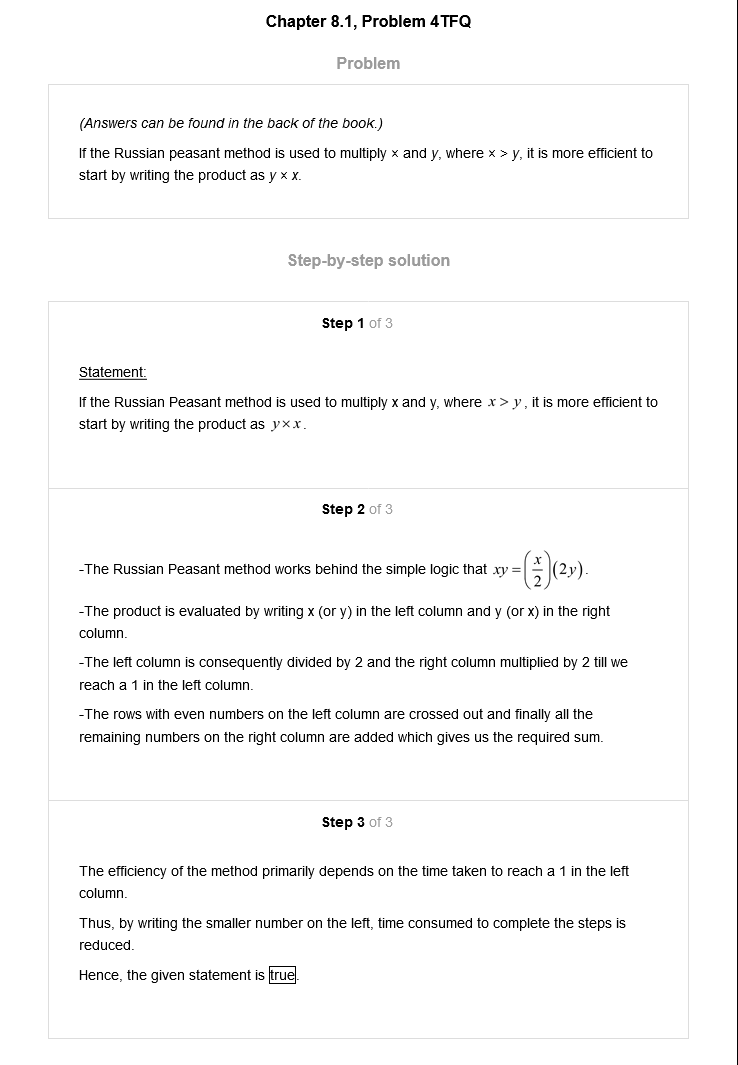 Chapter 8.1, Problem 4TFQ
Problem
(Answers can be found in the back of the book.)
If the Russian peasant method is used to multiply x and y, where x > y, it is more efficient to
start by writing the product as y × x.
Step-by-step solution
Step 1 of 3
Statement:
If the Russian Peasant method is used to multiply x and y, where x > y, it is more efficient to
start by writing the product as y×x.
Step 2 of 3
-The Russian Peasant method works behind the simple logic that xy = (x/2)(2y).
-The product is evaluated by writing x (or y) in the left column and y (or x) in the right
column.
-The left column is consequently divided by 2 and the right column multiplied by 2 till we
reach a 1 in the left column.
-The rows with even numbers on the left column are crossed out and finally all the
remaining numbers on the right column are added which gives us the required sum.
Step 3 of 3
The efficiency of the method primarily depends on the time taken to reach a 1 in the left
column.
Thus, by writing the smaller number on the left, time consumed to complete the steps is
reduced.
Hence, the given statement is true.